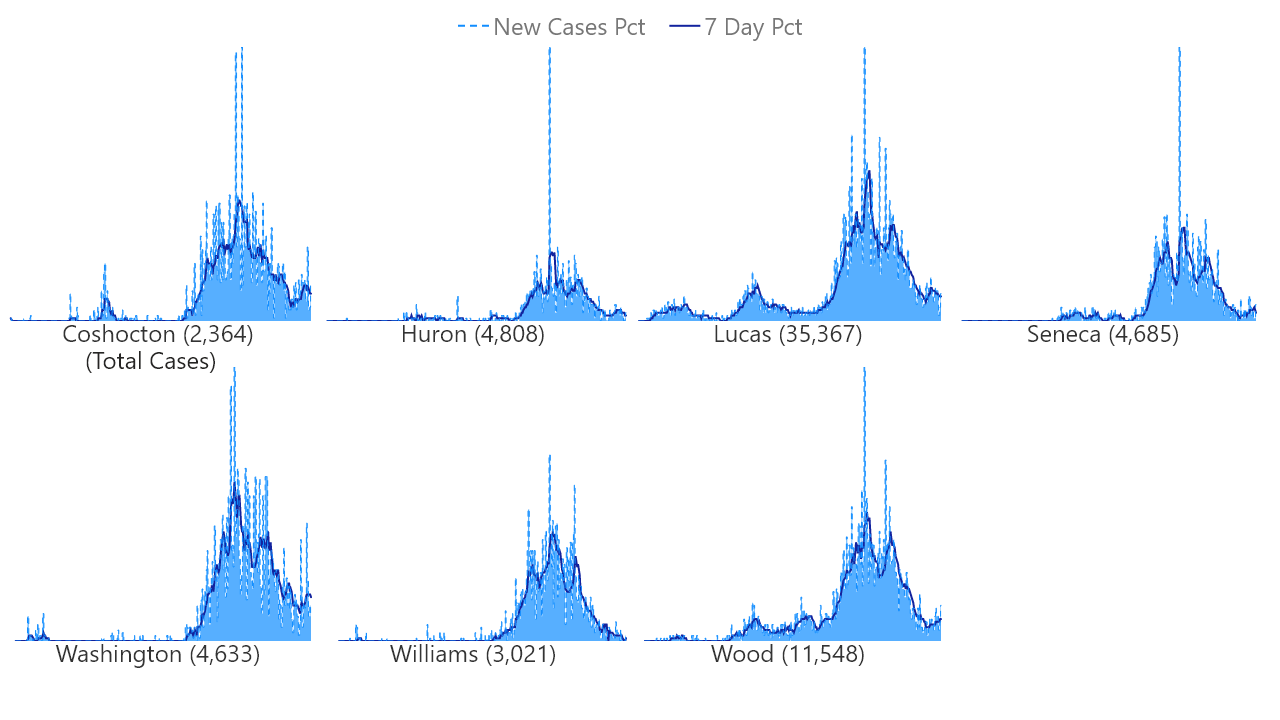 New Cases Pct 7 Day Pct
Coshocton (2,364) Huron (4,808) Lucas (35,367) Seneca (4,685)
(Total Cases)
Washington (4,633) Williams (3,021) Wood (11,548)